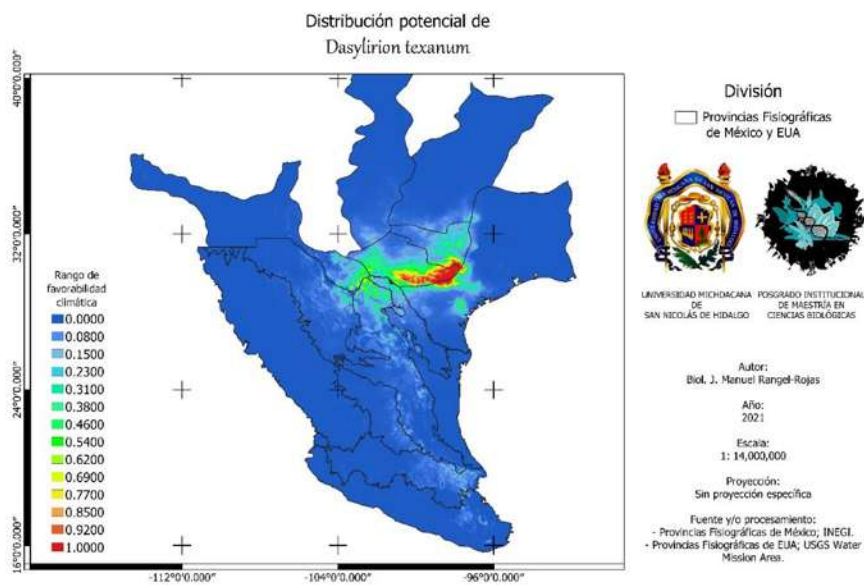 Distribución potencial de
Dasylirion texanum
40°0'0.000"
32°0'0.000"
24°0'0.000"
16°0'0.000"
-112°0'0.000"
-104°0'0.000"
-96°0'0.000"
Rango de
favorabilidad
climática
0.0000
0.0800
0.1500
0.2300
0.3100
0.3800
0.4600
0.5400
0.6200
0.6900
0.7700
0.8500
0.9200
1.0000
División
Provincias Fisiográficas
de México y EUA
UNIVERSIDAD MICHOACANA
DE
SAN NICOLÁS DE HIDALGO
POSGRADO INSTITUCIONAL
DE MAESTRÍA EN
CIENCIAS BIOLÓGICAS
Autor:
Biol. J. Manuel Rangel-Rojas
Año:
2021
Escala:
1: 14,000,000
Proyección:
Sin proyección específica
Fuente y/o procesamiento:
- Provincias Fisiográficas de México; INEGI.
- Provincias Fisiográficas de EUA; USGS Water
Mission Area.